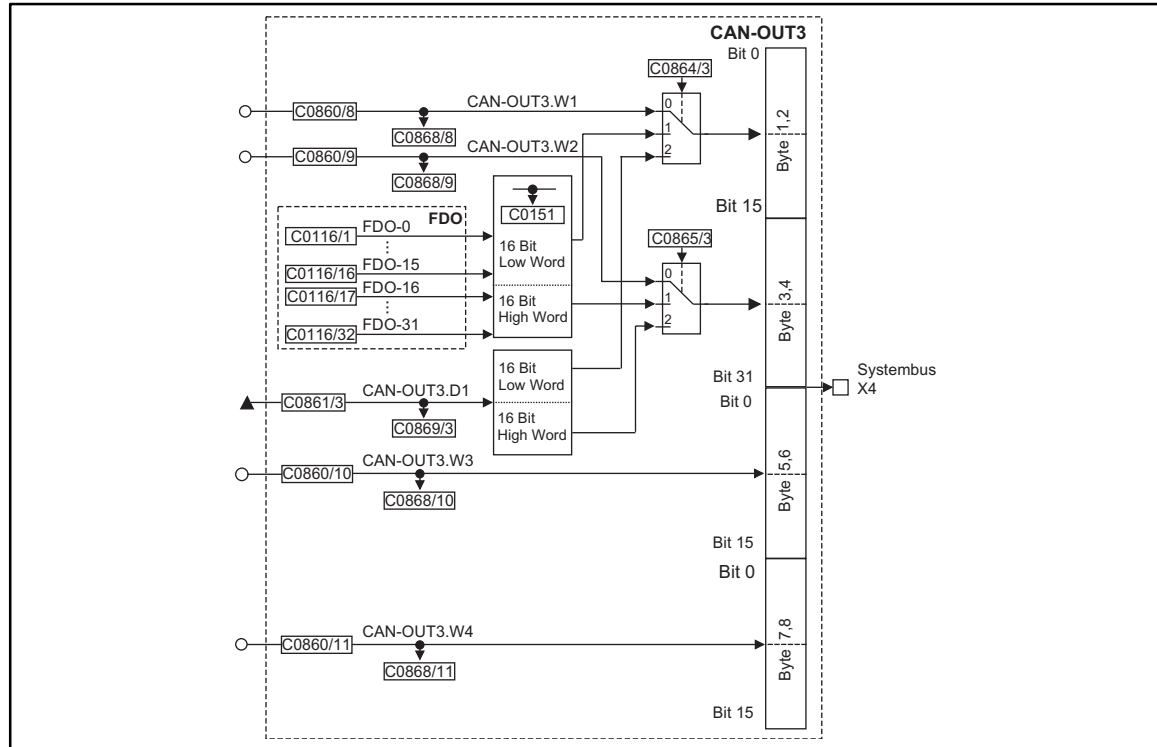 CAN-OUT3
Bit 0
C0864/3
C0860/8
CAN-OUT3.W1
0
1
2
C0868/8
Byte 1,2
C0860/9
CAN-OUT3.W2
C0868/9
C0151
Bit 15
FDO
C0116/1
FDO-0
16 Bit
Low Word
C0865/3
C0116/16
FDO-15
0
1
2
C0116/17
FDO-16
16 Bit
High Word
Byte 3,4
C0116/32
FDO-31
16 Bit
Low Word
Bit 31
Systembus
X4
C0861/3
CAN-OUT3.D1
Bit 0
C0869/3
16 Bit
High Word
C0860/10
CAN-OUT3.W3
Byte 5,6
C0868/10
Bit 15
Bit 0
C0860/11
CAN-OUT3.W4
Byte 7,8
C0868/11
Bit 15